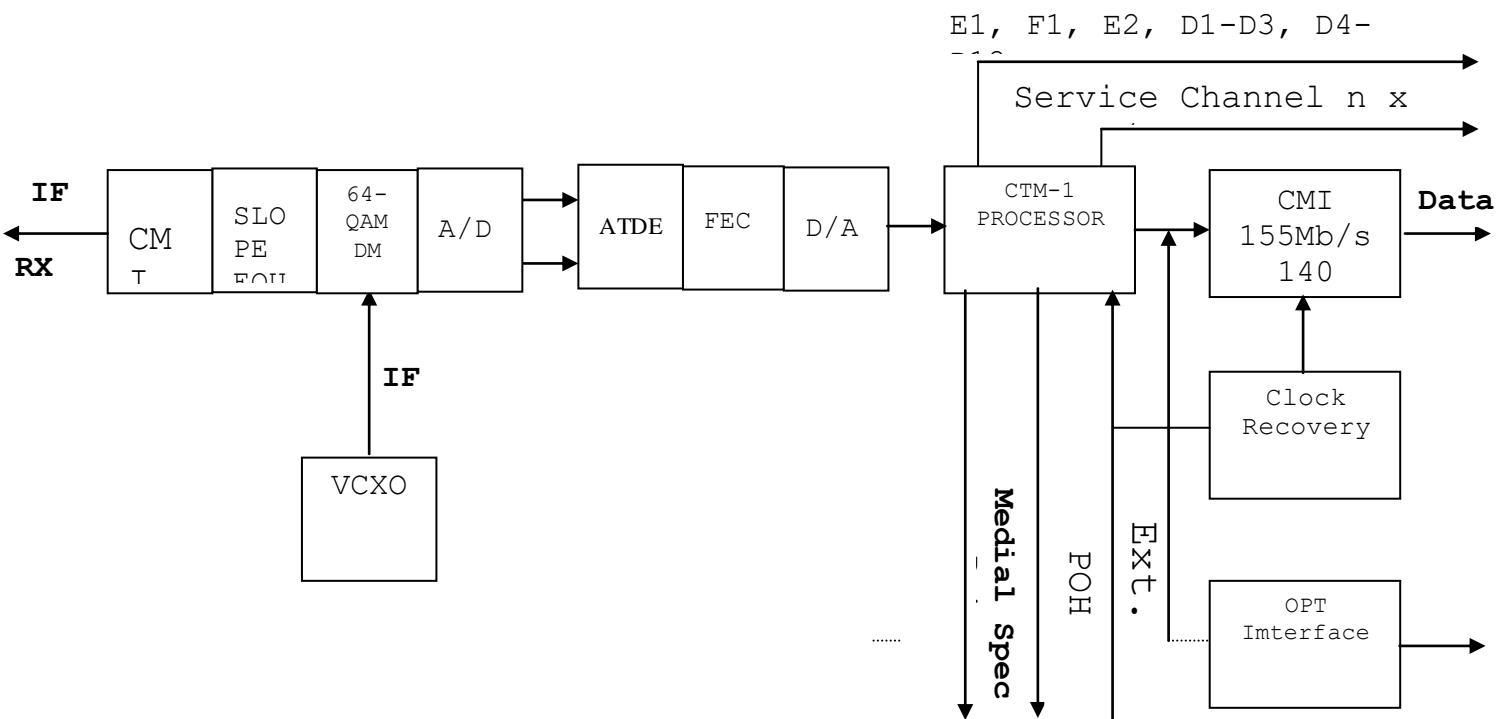 E1, F1, E2, D1-D3, D4-
Service Channel n x
IF
RX
CM
SLO
PE
64-
QAM
DM
A/D
ATDE
FEC
D/A
CTM-1
PROCESSOR
CMI
155Mb/s
140
Data
IF
VCXO
Clock
Recovery
Medial Spec
POH
Ext.
OPT
Imterface